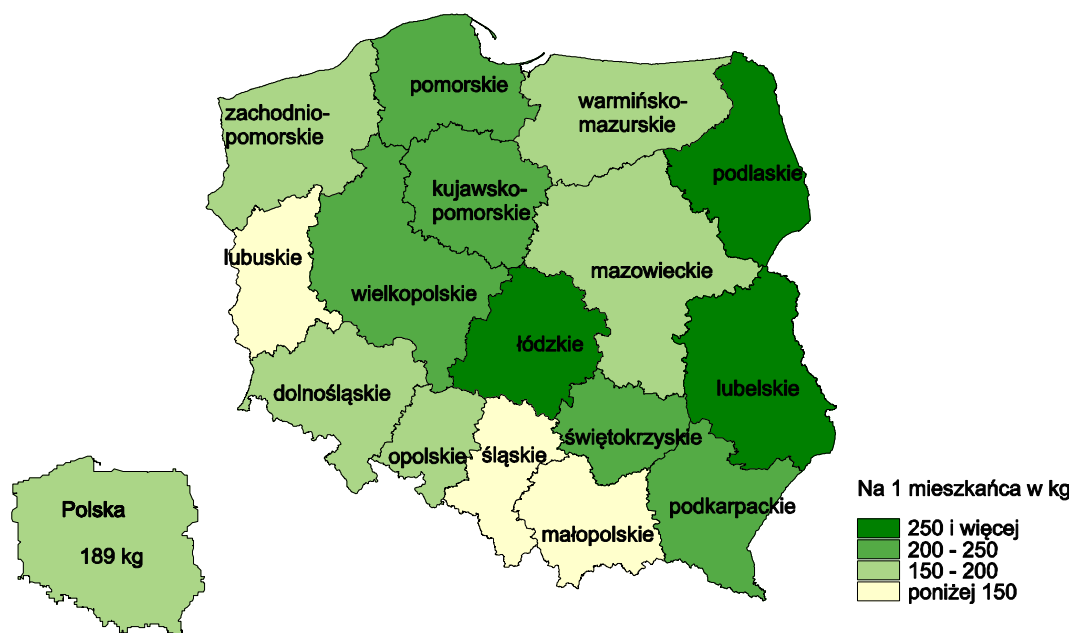 pomorskie
zachodnio-
pomorskie
warmińsko-
mazurskie
podlaskie
kujawsko-
pomorskie
lubuskie
mazowieckie
wielkopolskie
łódzkie
dolnośląskie
lubelskie
opolskie
śląskie
świętokrzyskie
podkarpackie
małopolskie
Polska
189 kg
Na 1 mieszkańca w kg
250 i więcej
200 - 250
150 - 200
poniżej 150